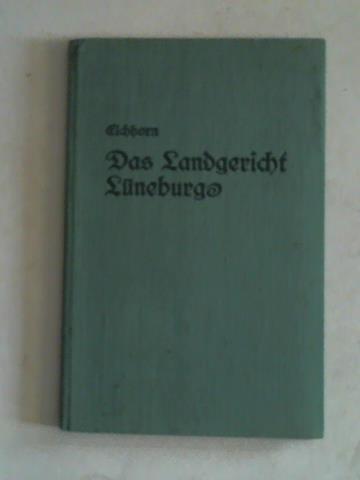 Eichhorn
Das Landgericht
Lüneburg